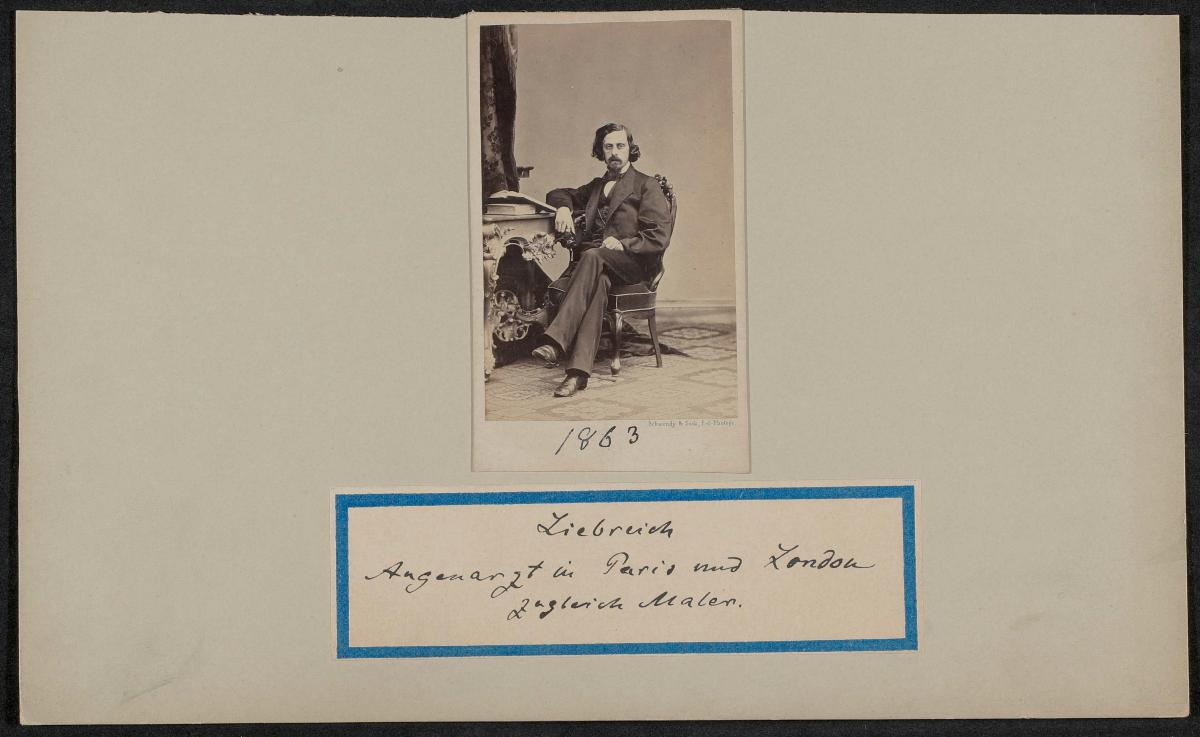 1863
Liebreich
Augenarzt in Paris und London
zugleich Maler.